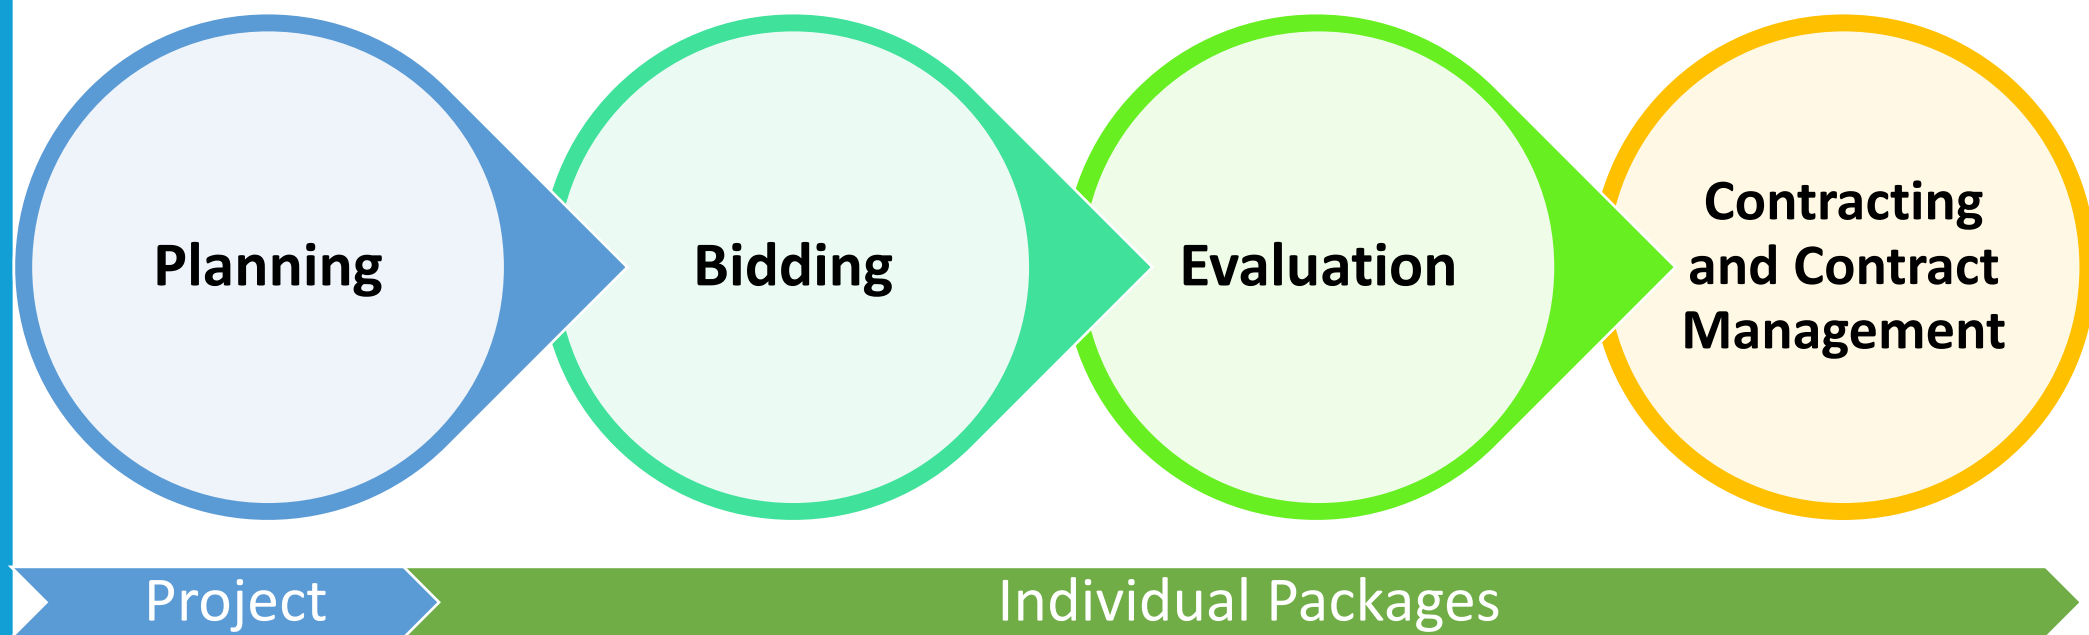 Planning
Bidding
Evaluation
Contracting
and Contract
Management
Project
Individual Packages